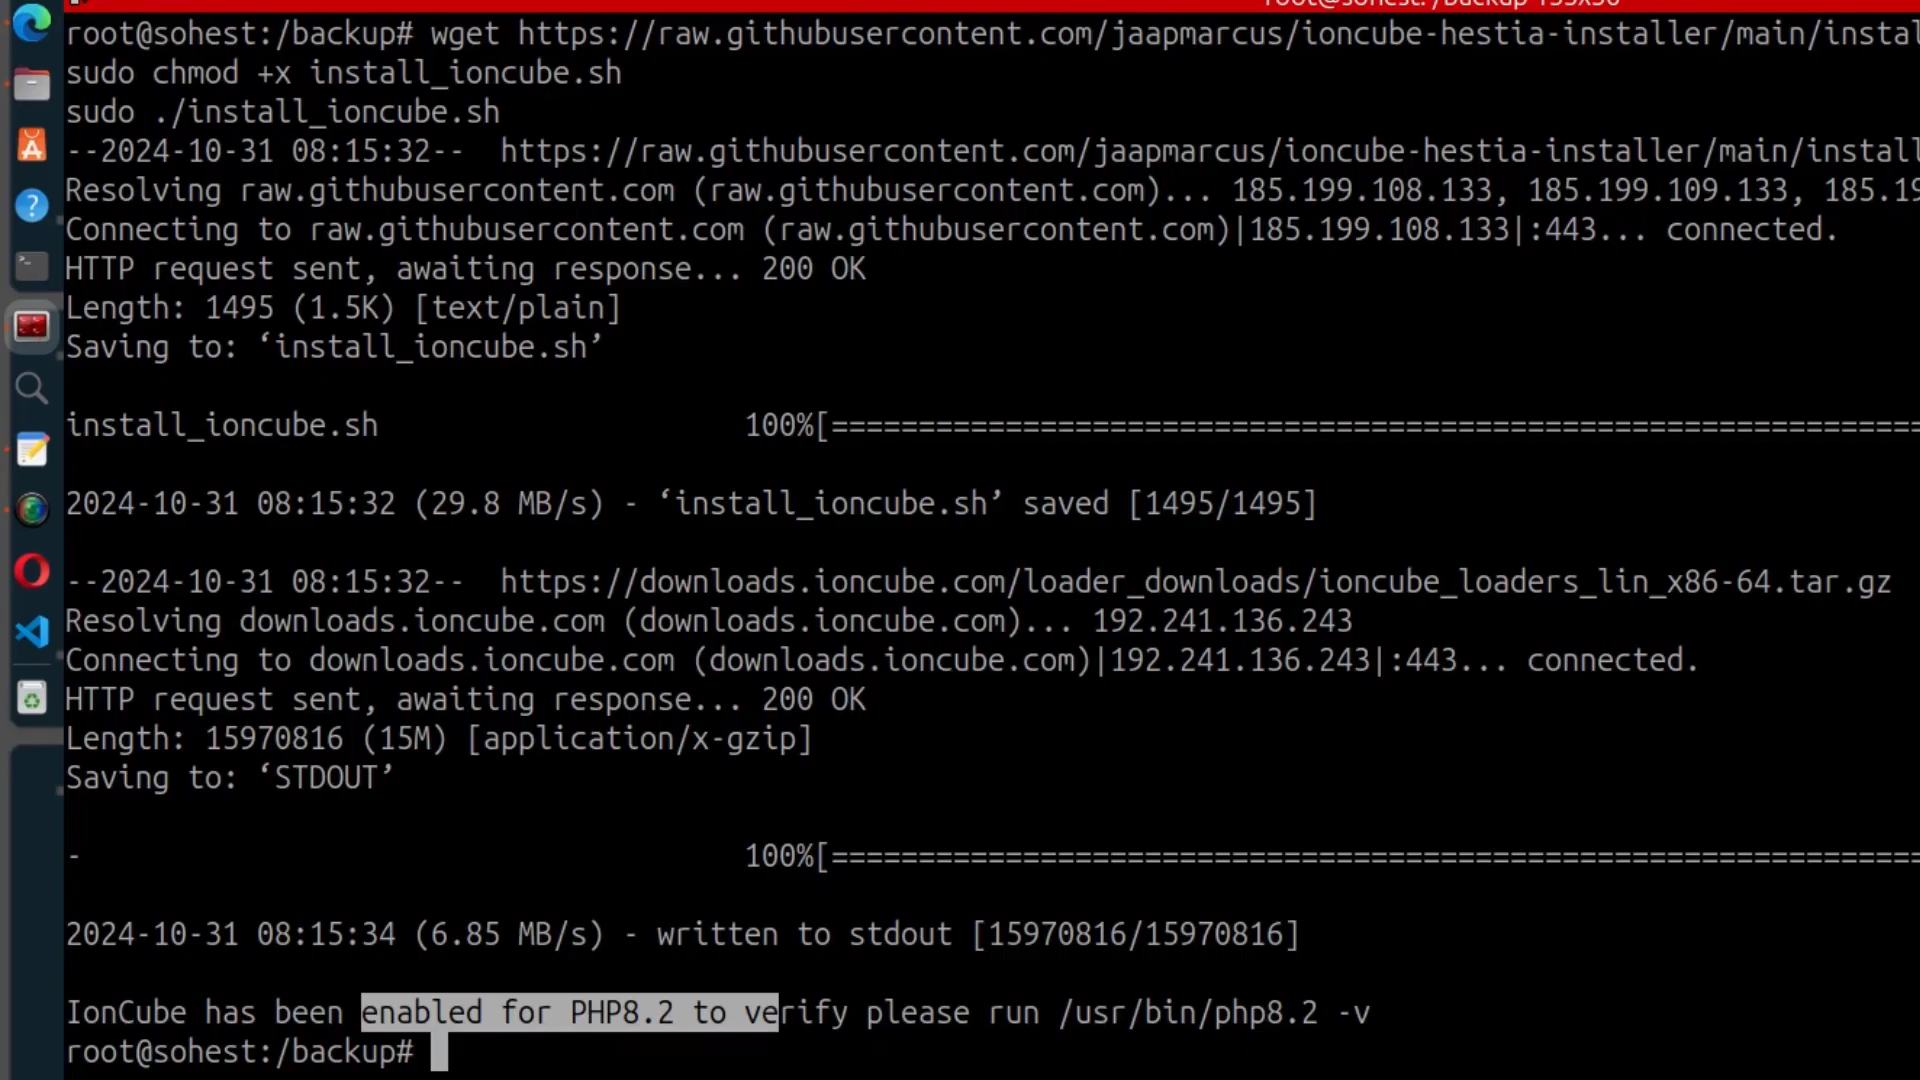 root@sohest:/backup# wget https://raw.githubusercontent.com/jaapmarcus/ioncube-hestia-installer/main/instal
sudo chmod +x install_ioncube.sh
sudo ./install_ioncube.sh
--2024-10-31 08:15:32--  https://raw.githubusercontent.com/jaapmarcus/ioncube-hestia-installer/main/install
Resolving raw.githubusercontent.com (raw.githubusercontent.com)... 185.199.108.133, 185.199.109.133, 185.19
Connecting to raw.githubusercontent.com (raw.githubusercontent.com)|185.199.108.133|:443... connected.
HTTP request sent, awaiting response... 200 OK
Length: 1495 (1.5K) [text/plain]
Saving to: ‘install_ioncube.sh’
install_ioncube.sh 100%[==============================================================
2024-10-31 08:15:32 (29.8 MB/s) - ‘install_ioncube.sh’ saved [1495/1495]
--2024-10-31 08:15:32--  https://downloads.ioncube.com/loader_downloads/ioncube_loaders_lin_x86-64.tar.gz
Resolving downloads.ioncube.com (downloads.ioncube.com)... 192.241.136.243
Connecting to downloads.ioncube.com (downloads.ioncube.com)|192.241.136.243|:443... connected.
HTTP request sent, awaiting response... 200 OK
Length: 15970816 (15M) [application/x-gzip]
Saving to: ‘STDOUT’
- 100%[==============================================================
2024-10-31 08:15:34 (6.85 MB/s) - written to stdout [15970816/15970816]
IonCube has been enabled for PHP8.2 to verify please run /usr/bin/php8.2 -v
root@sohest:/backup#